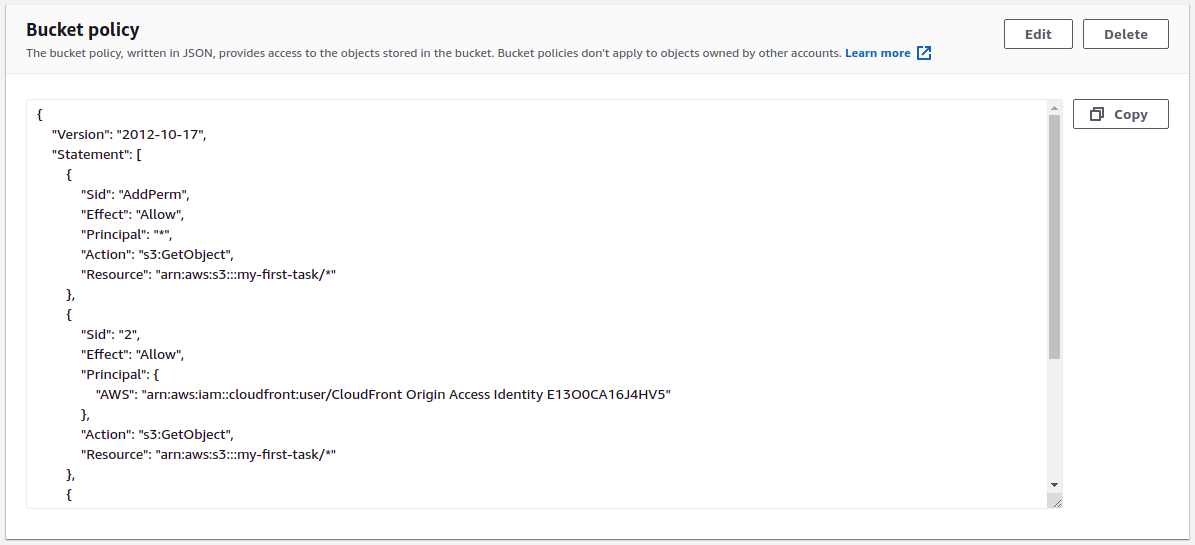 Bucket policy
Edit
Delete
The bucket policy, written in JSON, provides access to the objects stored in the bucket. Bucket policies don't apply to objects owned by other accounts. Learn more
Copy
{
"Version": "2012-10-17",
"Statement": [
{
"Sid": "AddPerm",
"Effect": "Allow",
"Principal": "*",
"Action": "s3:GetObject",
"Resource": "arn:aws:s3:::my-first-task/*"
},
{
"Sid": "2",
"Effect": "Allow",
"Principal": {
"AWS": "arn:aws:iam::cloudfront:user/CloudFront Origin Access Identity E13O0CA16J4HV5"
},
"Action": "s3:GetObject",
"Resource": "arn:aws:s3:::my-first-task/*"
},
{